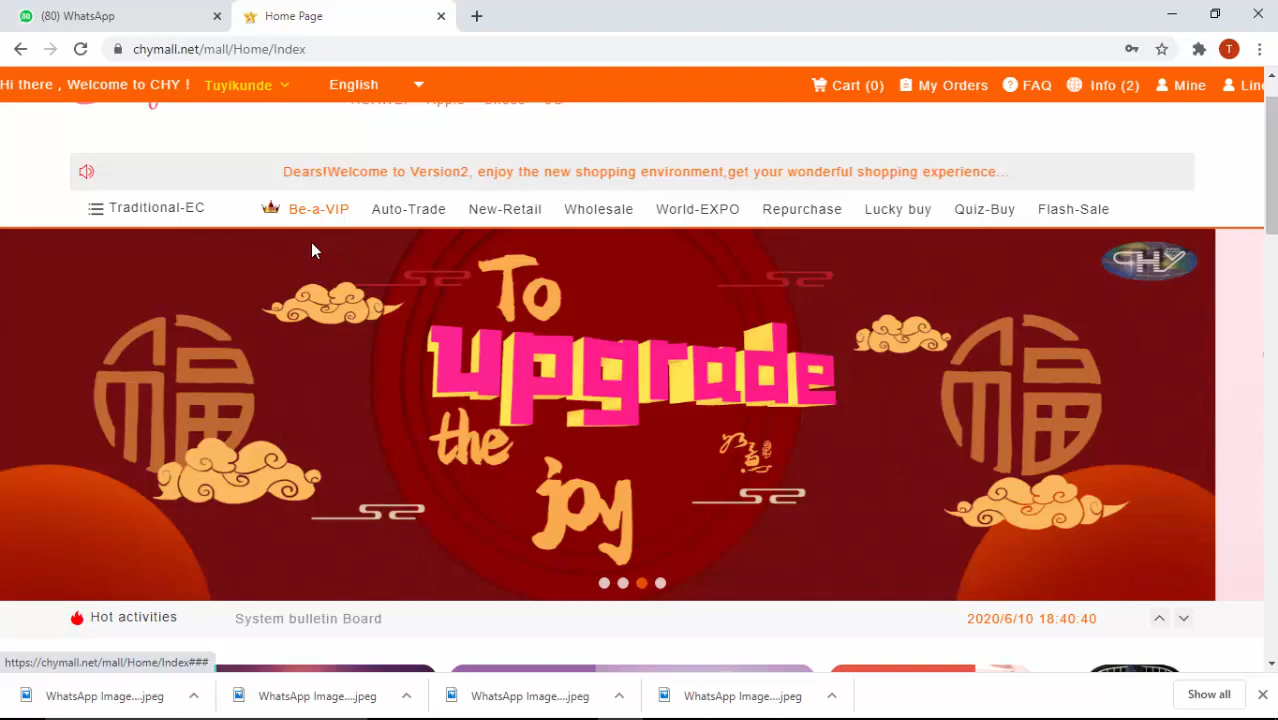 (80) WhatsApp
Home Page
chymall.net/mall/Home/Index
T
Hi there , Welcome to CHY !
Tuyikunde
English
Cart (0)
My Orders
FAQ
Info (2)
Mine
Line
Dears!Welcome to Version2, enjoy the new shopping environment,get your wonderful shopping experience...
Traditional-EC
Be-a-VIP
Auto-Trade
New-Retail
Wholesale
World-EXPO
Repurchase
Lucky buy
Quiz-Buy
Flash-Sale
CHY
To
upgrade
the
joy
福
福
Hot activities
System bulletin Board
2020/6/10 18:40:40
https://chymall.net/mall/Home/Index###
WhatsApp Image....jpeg
WhatsApp Image....jpeg
WhatsApp Image....jpeg
WhatsApp Image....jpeg
Show all